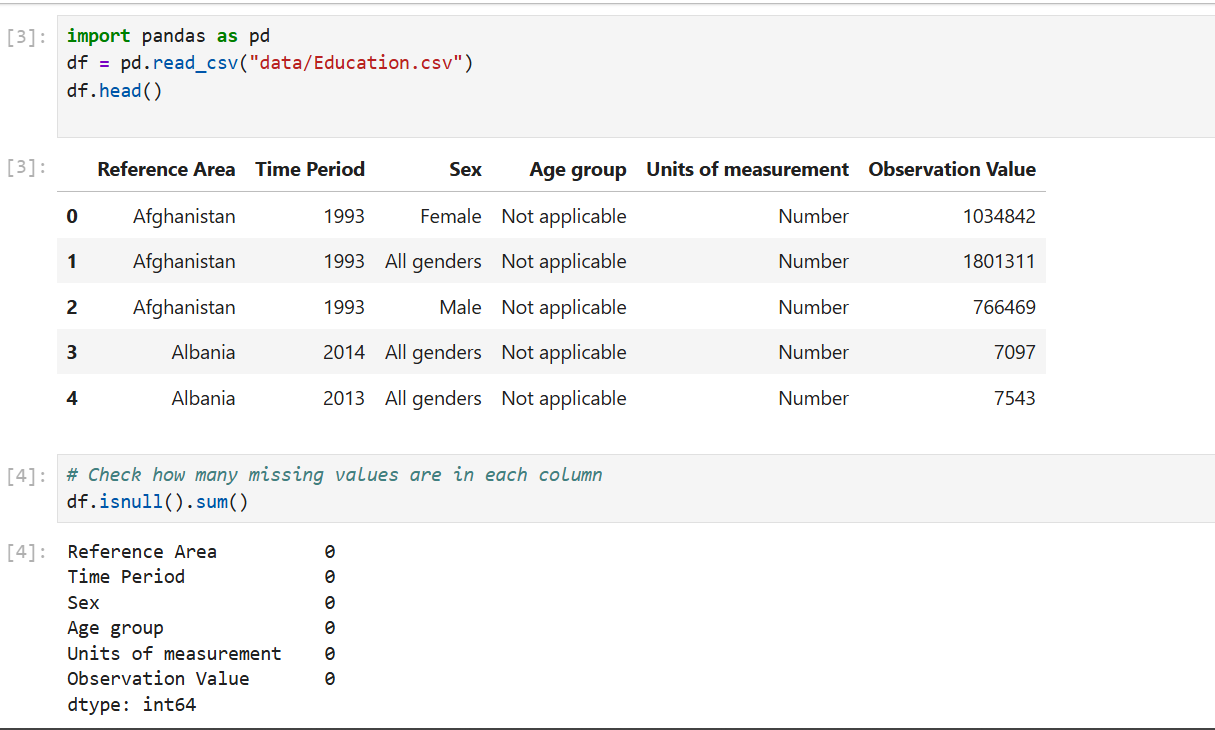 [3]: import pandas as pd
df = pd.read_csv("data/Education.csv")
df.head()
[3]: Reference Area Time Period Sex Age group Units of measurement Observation Value
0 Afghanistan 1993 Female Not applicable Number 1034842
1 Afghanistan 1993 All genders Not applicable Number 1801311
2 Afghanistan 1993 Male Not applicable Number 766469
3 Albania 2014 All genders Not applicable Number 7097
4 Albania 2013 All genders Not applicable Number 7543
[4]: # Check how many missing values are in each column
df.isnull().sum()
[4]: Reference Area 0
Time Period 0
Sex 0
Age group 0
Units of measurement 0
Observation Value 0
dtype: int64